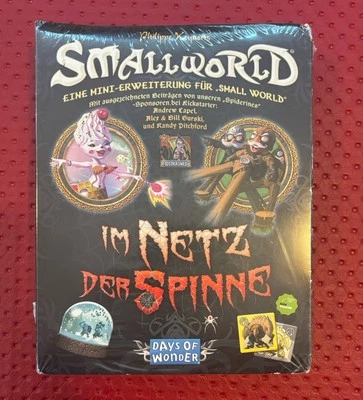 Philippe Keyaerts'
SMALLWORLD
EINE MINI-ERWEITERUNG FÜR „SMALL WORLD"
Mit ausgezeichneten Beiträgen von unseren „Spiderines"
-Sponsoren bei Kickstarter:
Andrew Lapel,
Alex & Bill Gurski,
und Randy Pitchford
IM NETZ
DER SPINNE
DAYS OF
WONDER